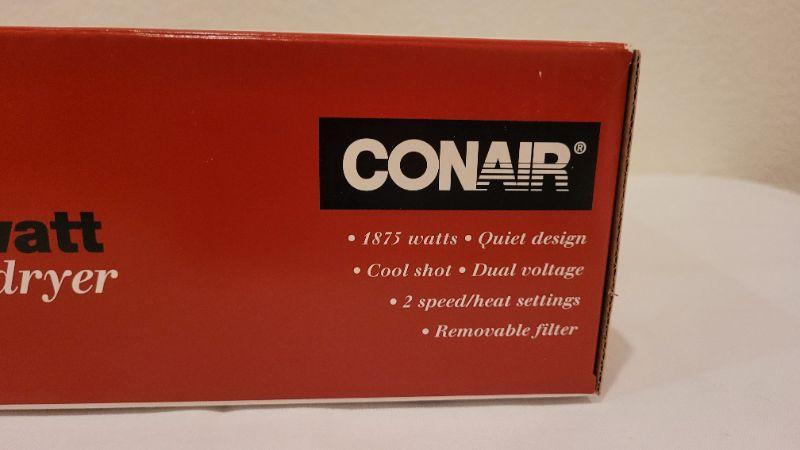 CONAIR®
• 1875 watts • Quiet design
watt
• Cool shot • Dual voltage
dryer
• 2 speed/heat settings
• Removable filter